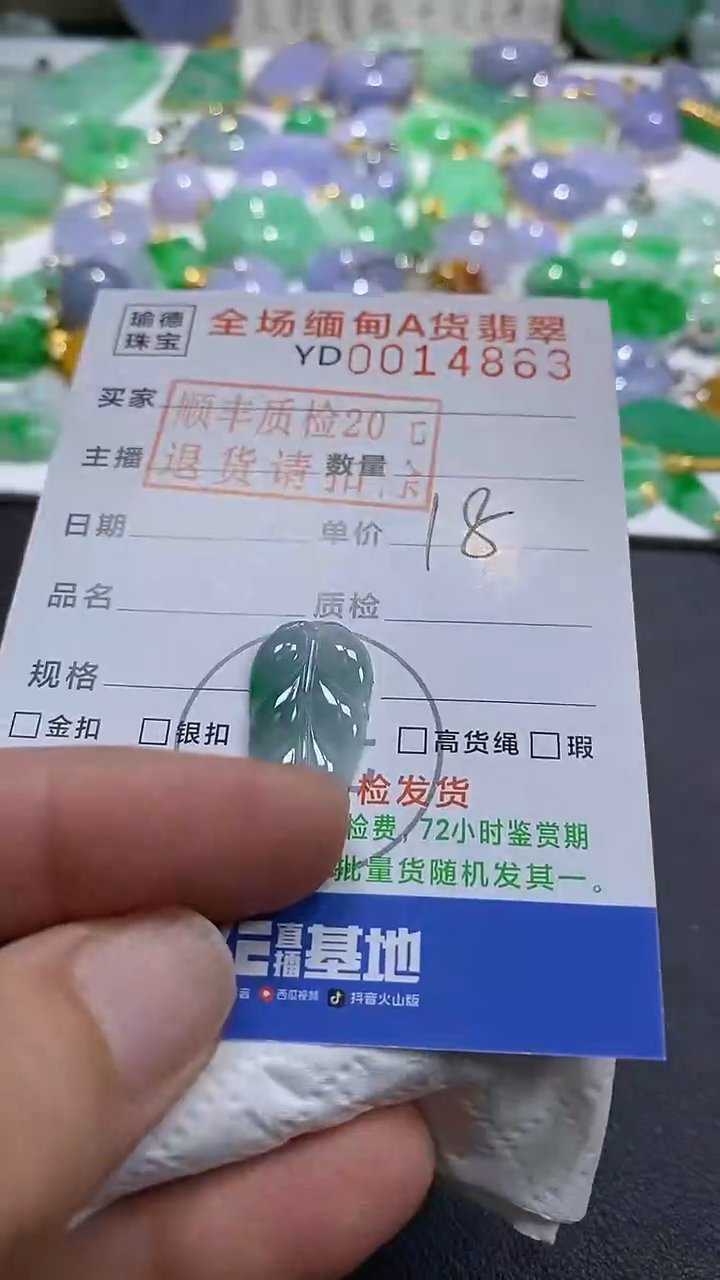 瑜德珠宝
全场缅甸A货翡翠
YD0014863
买家
顺丰质检20
主播
退货请扣
数量
日期
单价 18
品名
质检
规格
金扣 银扣 高货绳 瑕
检发货
检费,72小时鉴赏期
批量货随机发其一。
直播基地
音 西瓜视频 抖音火山版